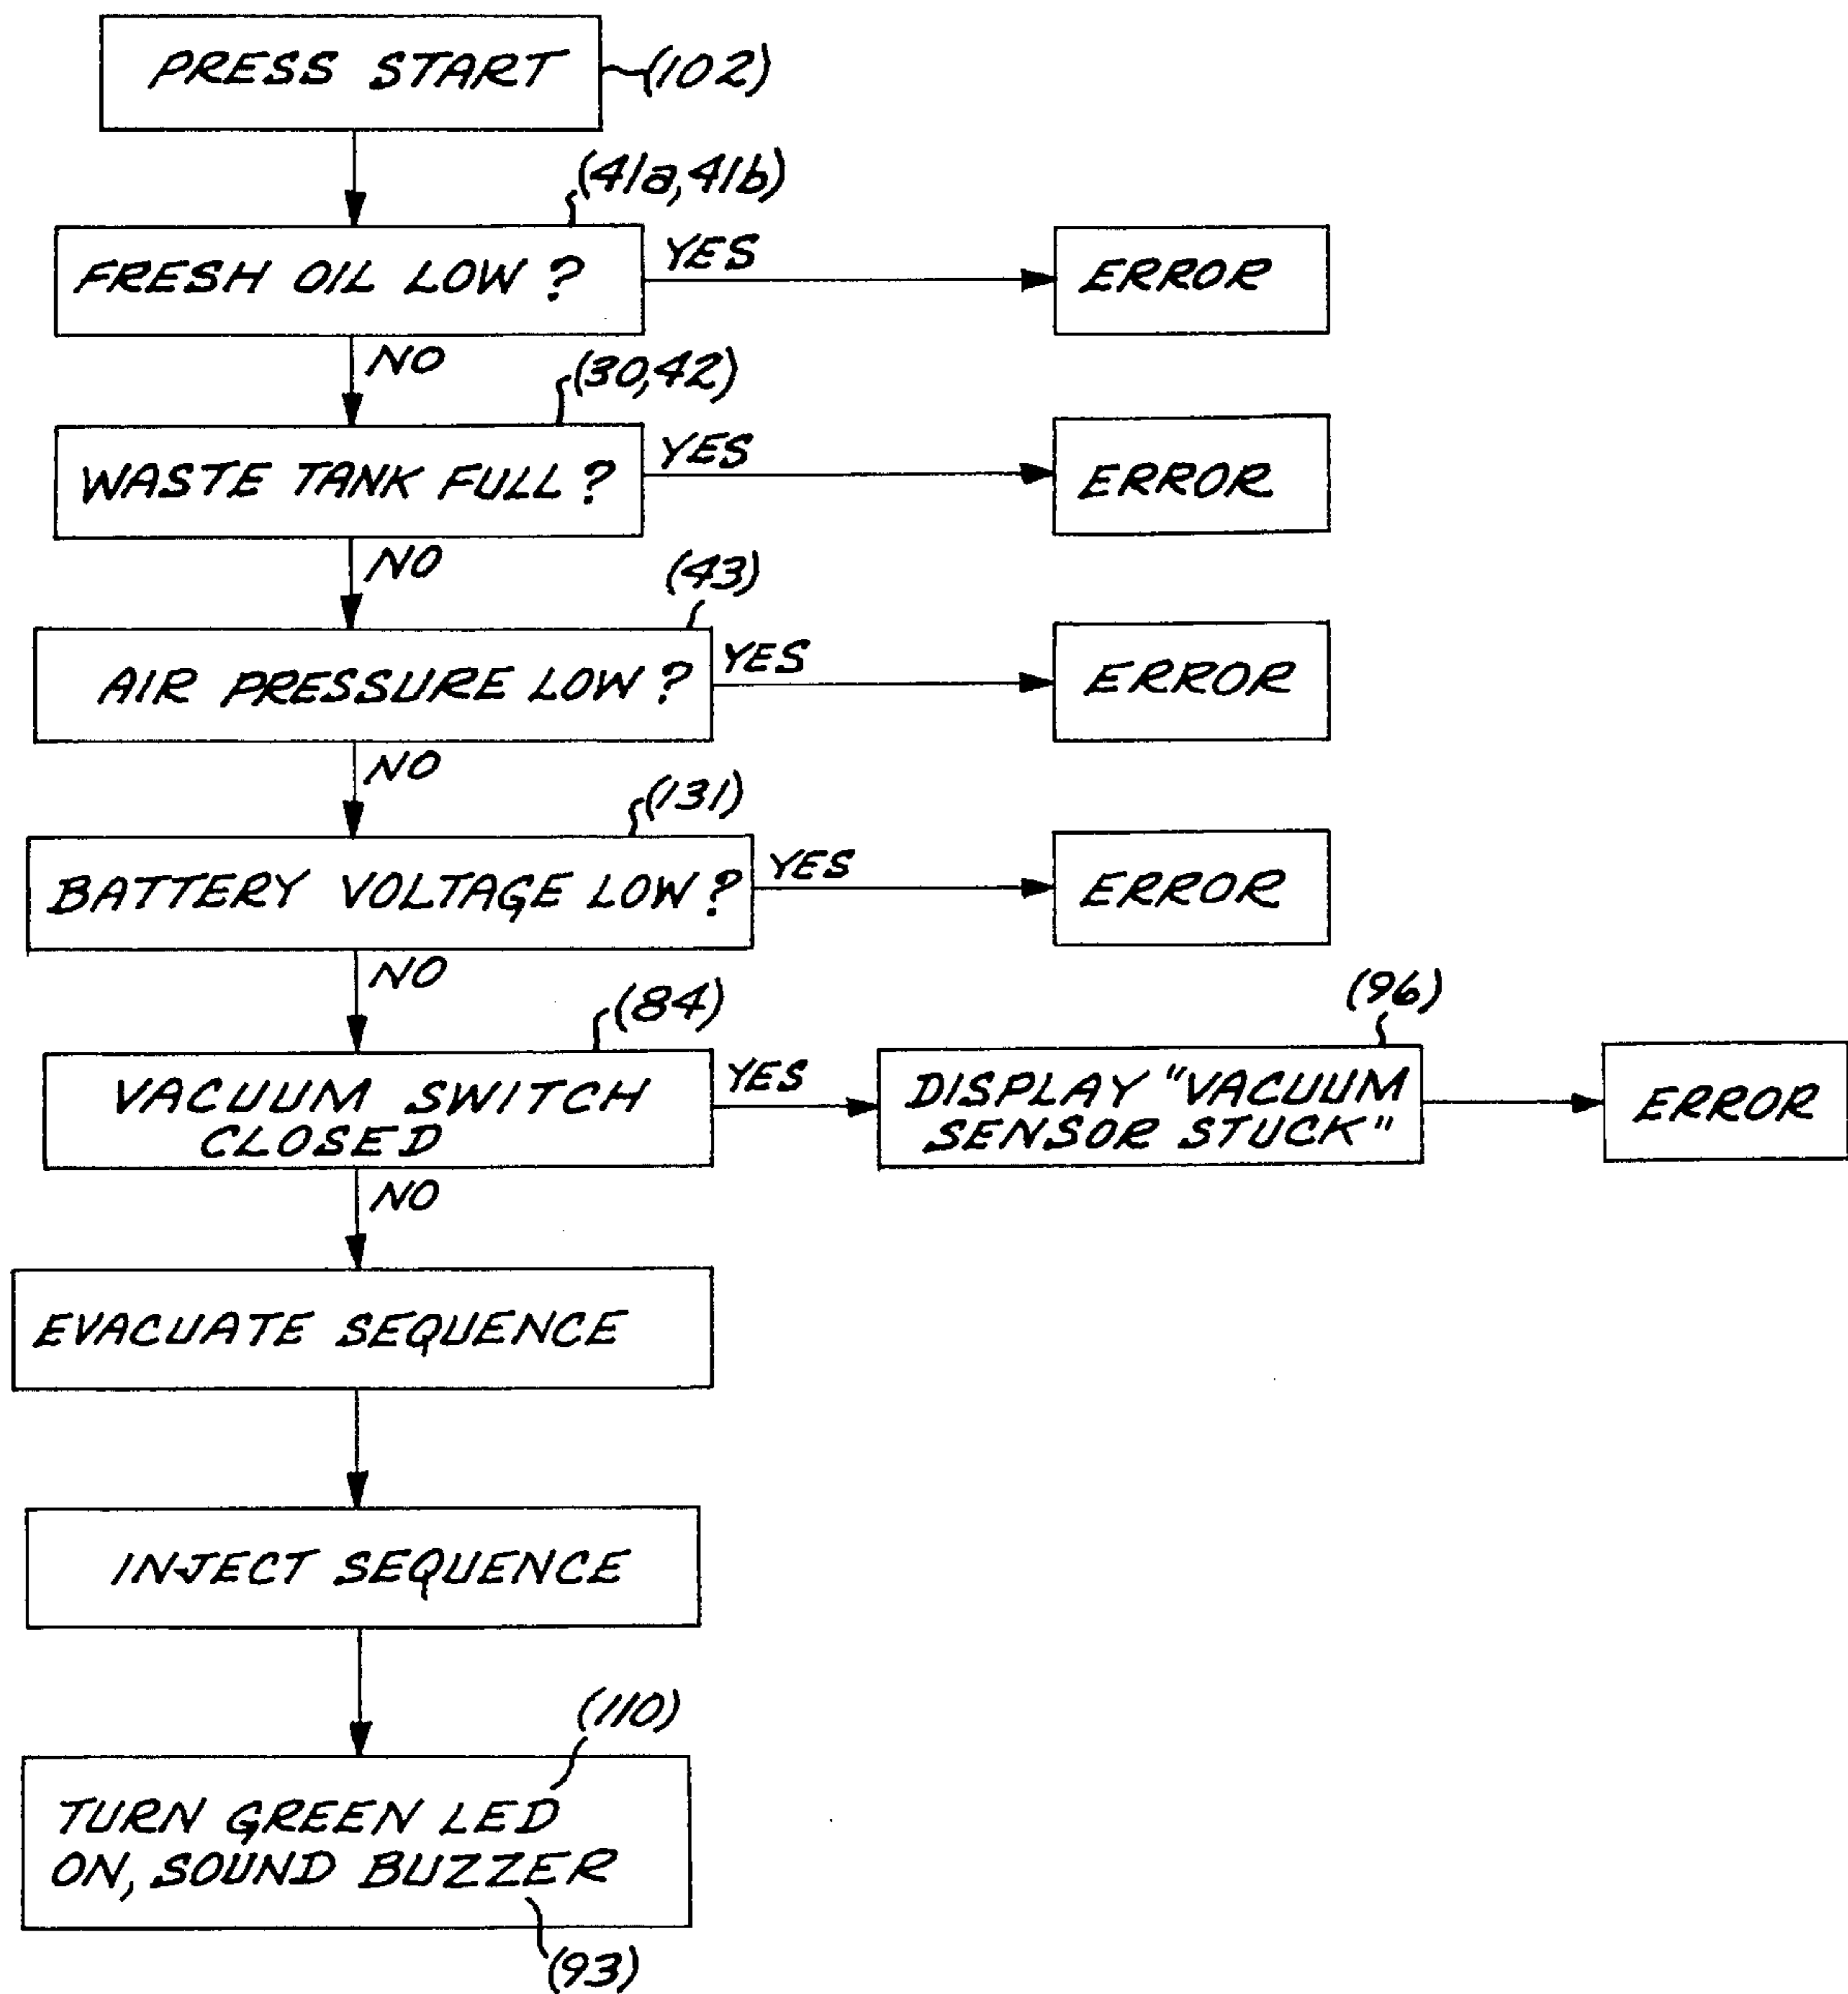 PRESS START
(102)
(41a, 41b)
FRESH OIL LOW?
YES
ERROR
NO
(30,42)
WASTE TANK FULL?
YES
ERROR
NO
(43)
AIR PRESSURE LOW?
YES
ERROR
NO
(131)
BATTERY VOLTAGE LOW?
YES
ERROR
NO
(84)
(96)
VACUUM SWITCH
CLOSED
YES
DISPLAY "VACUUM
SENSOR STUCK"
ERROR
NO
EVACUATE SEQUENCE
INJECT SEQUENCE
(110)
TURN GREEN LED
ON, SOUND BUZZER
(93)